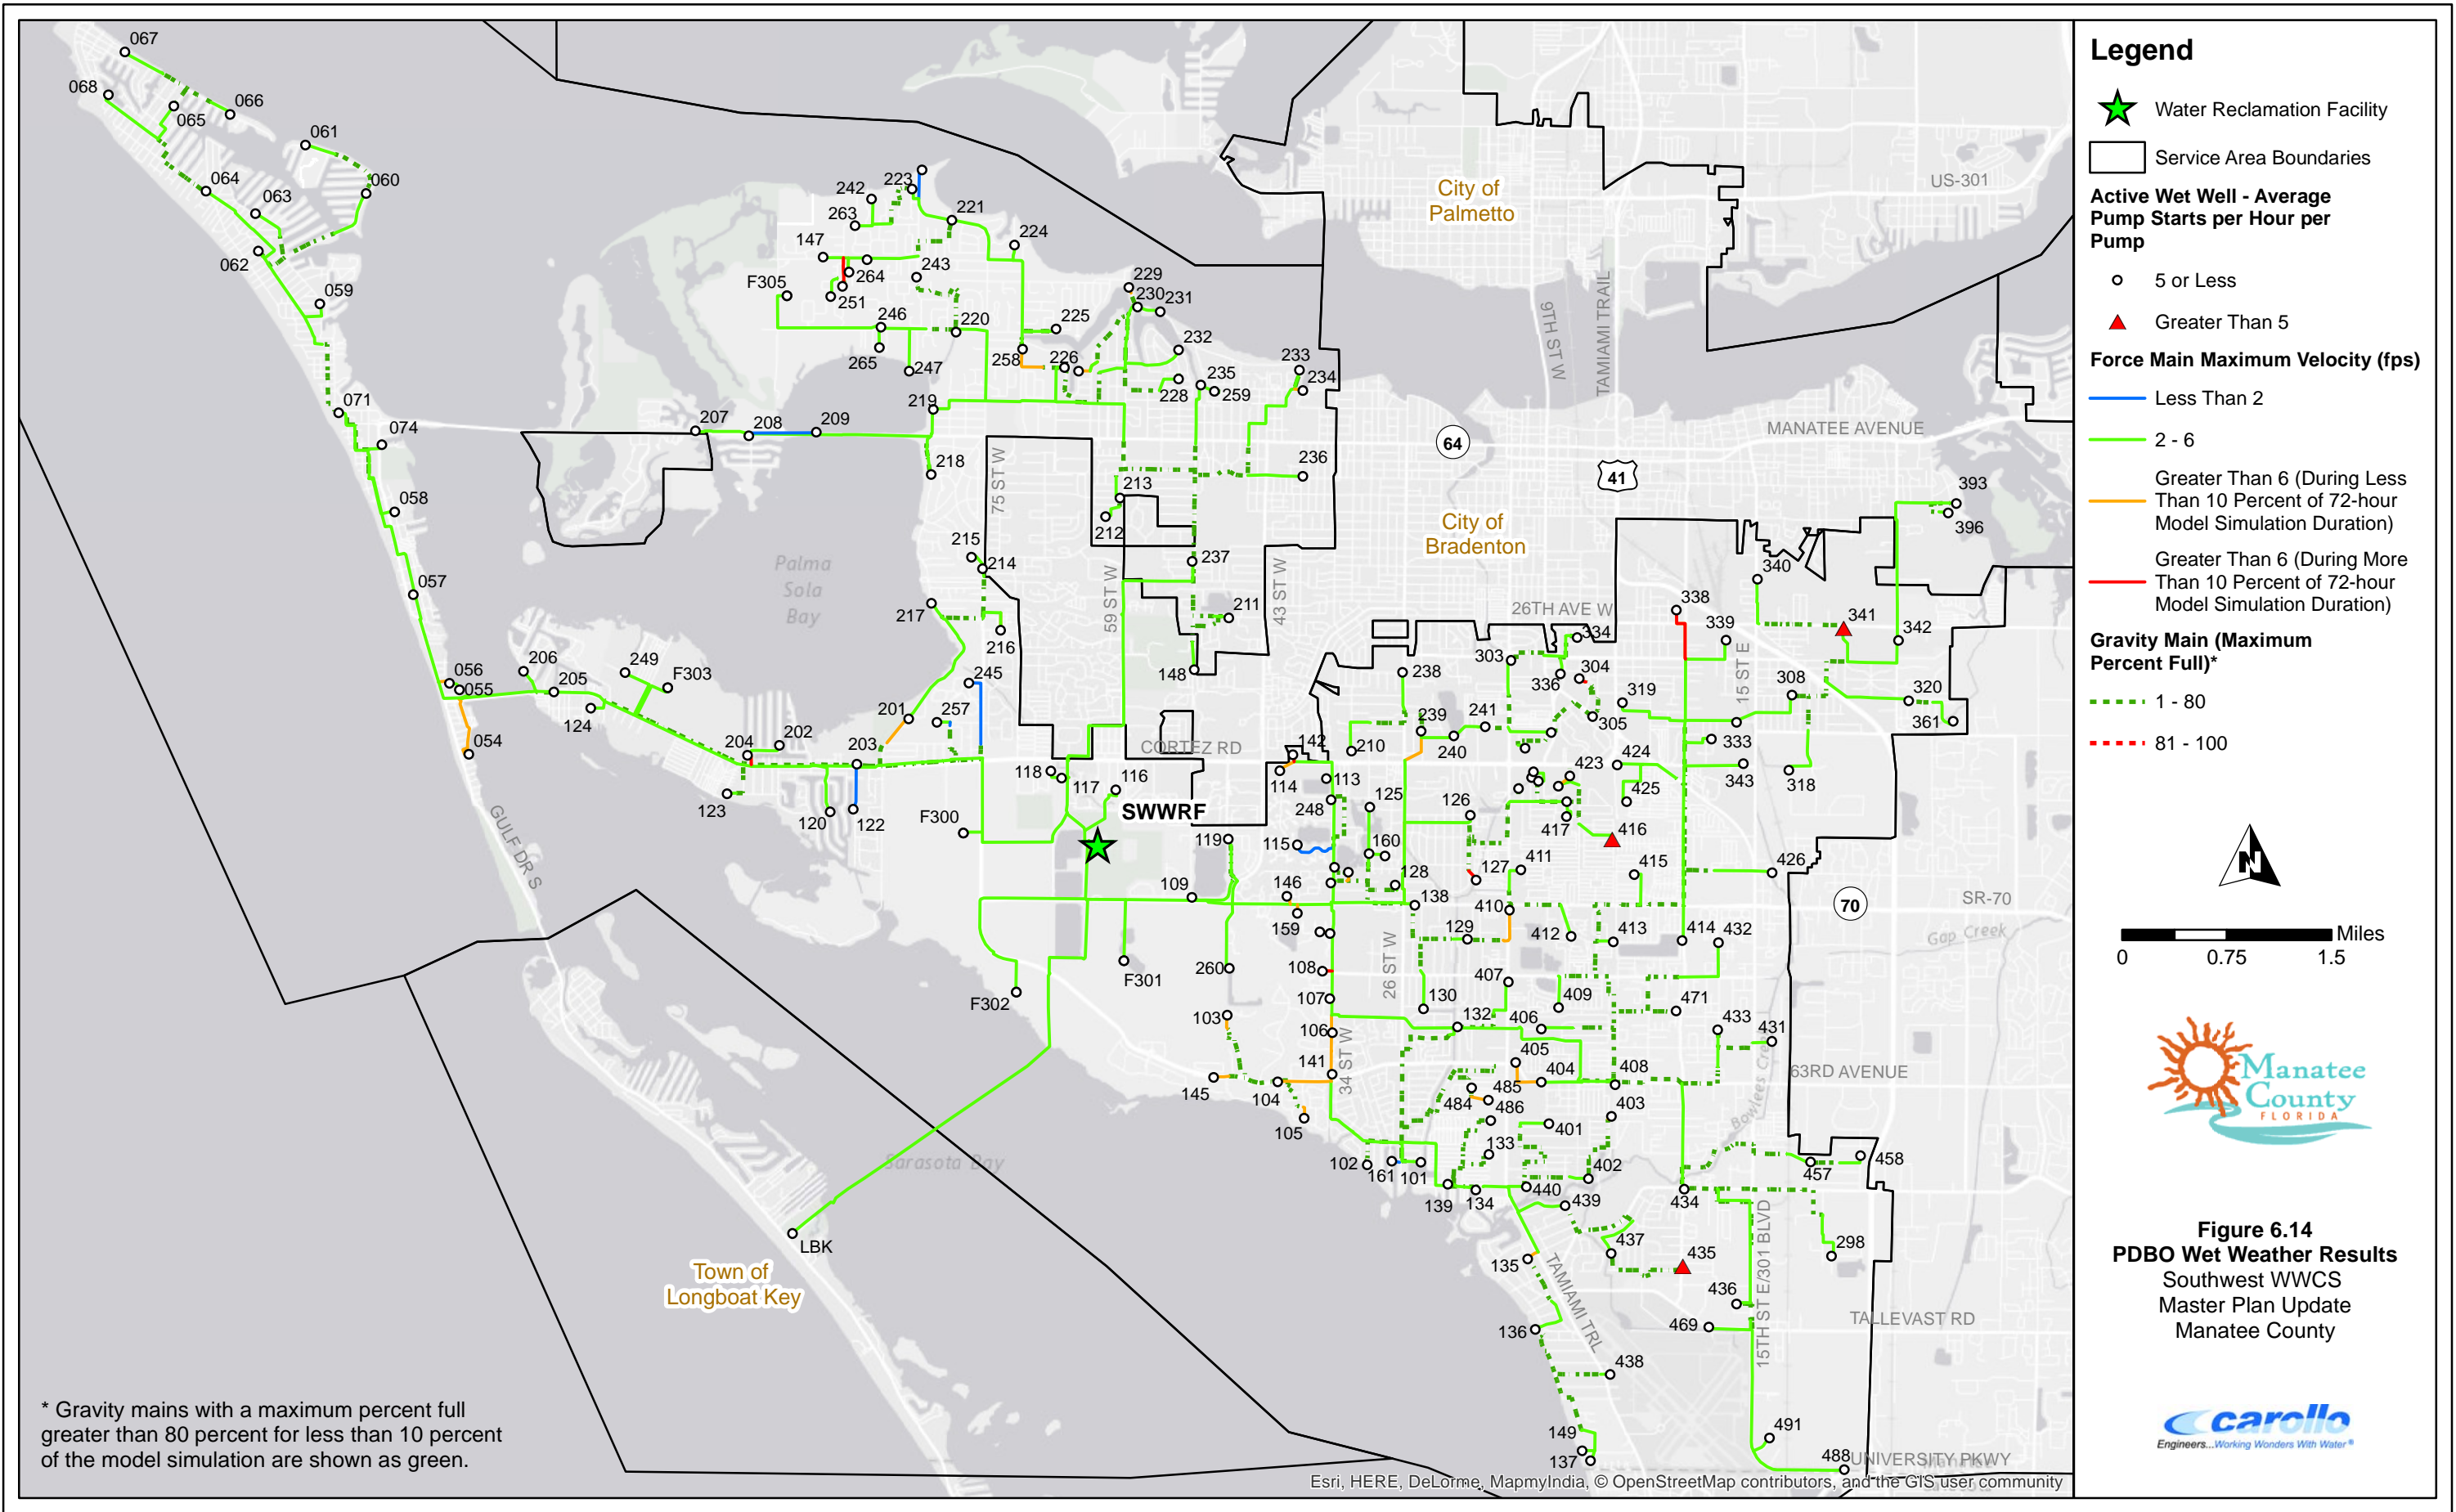 067
068
066
065
061
064
063
060
062
059
071
074
058
057
056
055
054
223
242
263
221
224
147
264
243
F305
251
246
220
225
265
247
258
226
229
230
231
232
233
234
235
259
228
219
207
208
209
218
236
213
212
215
214
237
217
216
211
148
75 ST W
59 ST W
43 ST W
Palma
Sola
Bay
206
249
F303
205
124
245
201
257
204
202
203
123
120
122
118
117
116
F300
SWWRF
CORTEZ RD
142
114
113
248
125
115
160
119
109
146
128
138
159
108
260
107
F301
F302
103
106
141
145
104
105
34 ST W
26 ST W
102
161
101
139
134
GULF DR S
Sarasota Bay
LBK
Town of
Longboat Key
City of
Palmetto
US-301
9TH ST W
TAMIAMI TRAIL
64
41
MANATEE AVENUE
City of
Bradenton
393
396
340
26TH AVE W
338
339
341
342
15 ST E
334
303
304
336
238
319
308
320
361
305
239
241
240
210
333
424
423
425
343
318
126
417
416
127
411
415
426
410
70
SR-70
129
412
413
414
432
Gap Creek
407
409
130
471
132
406
433
431
405
404
408
63RD AVENUE
485
484
486
403
401
133
402
Bowlees Cre
457
458
440
439
434
437
435
298
135
436
TAMIAMI TRL
15TH ST E/301 BLVD
TALLEVAST RD
469
136
438
491
149
137
488
UNIVERSITY PKWY
Esri, HERE, DeLorme, MapmyIndia, © OpenStreetMap contributors, and the GIS user community
* Gravity mains with a maximum percent full
greater than 80 percent for less than 10 percent
of the model simulation are shown as green.
Legend
Water Reclamation Facility
Service Area Boundaries
Active Wet Well - Average
Pump Starts per Hour per
Pump
5 or Less
Greater Than 5
Force Main Maximum Velocity (fps)
Less Than 2
2 - 6
Greater Than 6 (During Less
Than 10 Percent of 72-hour
Model Simulation Duration)
Greater Than 6 (During More
Than 10 Percent of 72-hour
Model Simulation Duration)
Gravity Main (Maximum
Percent Full)*
1 - 80
81 - 100
N
Miles
0 0.75 1.5
Manatee
County
FLORIDA
Figure 6.14
PDBO Wet Weather Results
Southwest WWCS
Master Plan Update
Manatee County
carollo
Engineers...Working Wonders With Water ®